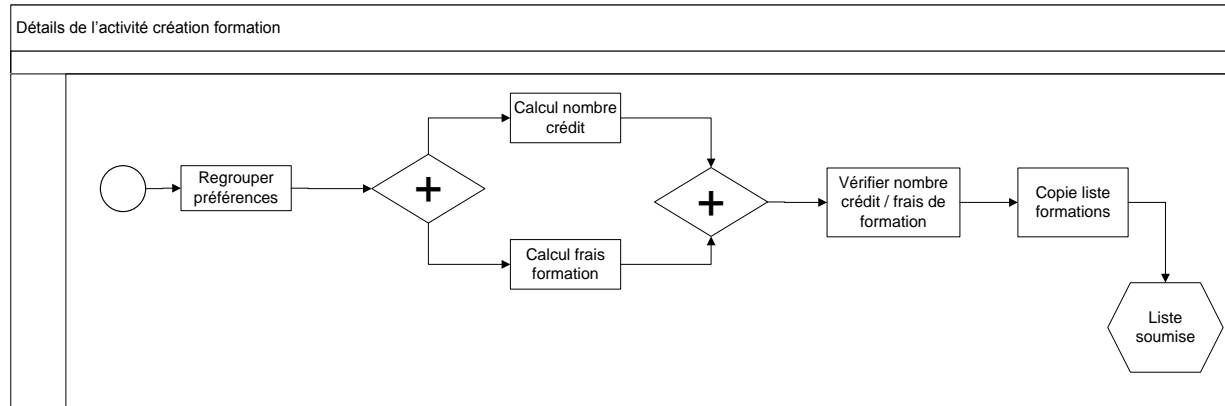 Détails de l’activité création formation
Calcul nombre
crédit
Regrouper
préférences
+
+
Vérifier nombre
crédit / frais de
formation
Copie liste
formations
Calcul frais
formation
Liste
soumise